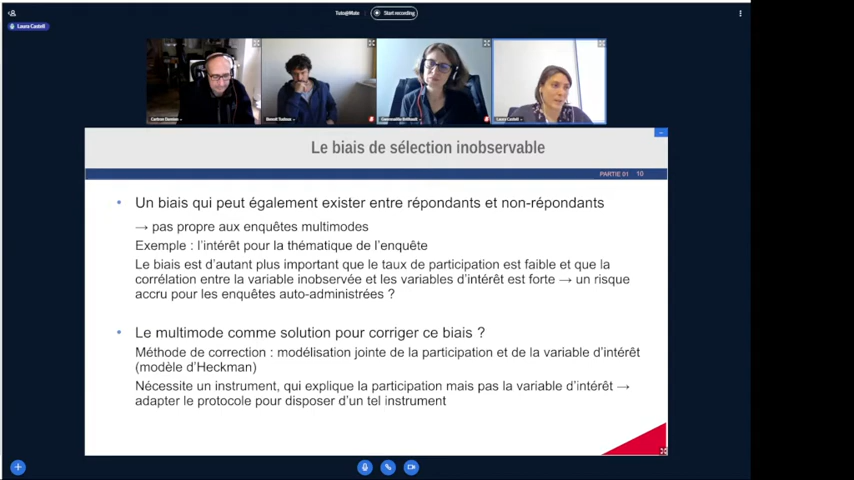 Laura Castell
Tuto@Mate
Start recording
Carlton Damien
Benoit Tudoux
Laura Castell
Le biais de sélection inobservable
PARTIE 01 10
• Un biais qui peut également exister entre répondants et non-répondants
→ pas propre aux enquêtes multimodes
Exemple : l'intérêt pour la thématique de l'enquête
Le biais est d'autant plus important que le taux de participation est faible et que la
corrélation entre la variable inobservée et les variables d'intérêt est forte → un risque
accru pour les enquêtes auto-administrées ?
• Le multimode comme solution pour corriger ce biais ?
Méthode de correction : modélisation jointe de la participation et de la variable d'intérêt
(modèle d'Heckman)
Nécessite un instrument, qui explique la participation mais pas la variable d'intérêt →
adapter le protocole pour disposer d'un tel instrument